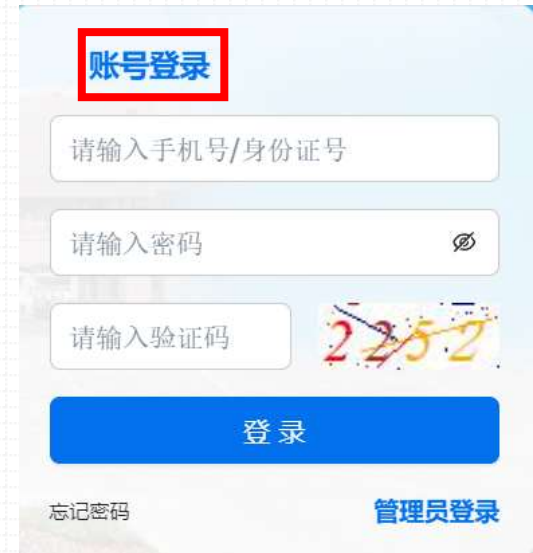 账号登录
请输入手机号/身份证号
请输入密码
请输入验证码 2252
登 录
忘记密码 管理员登录